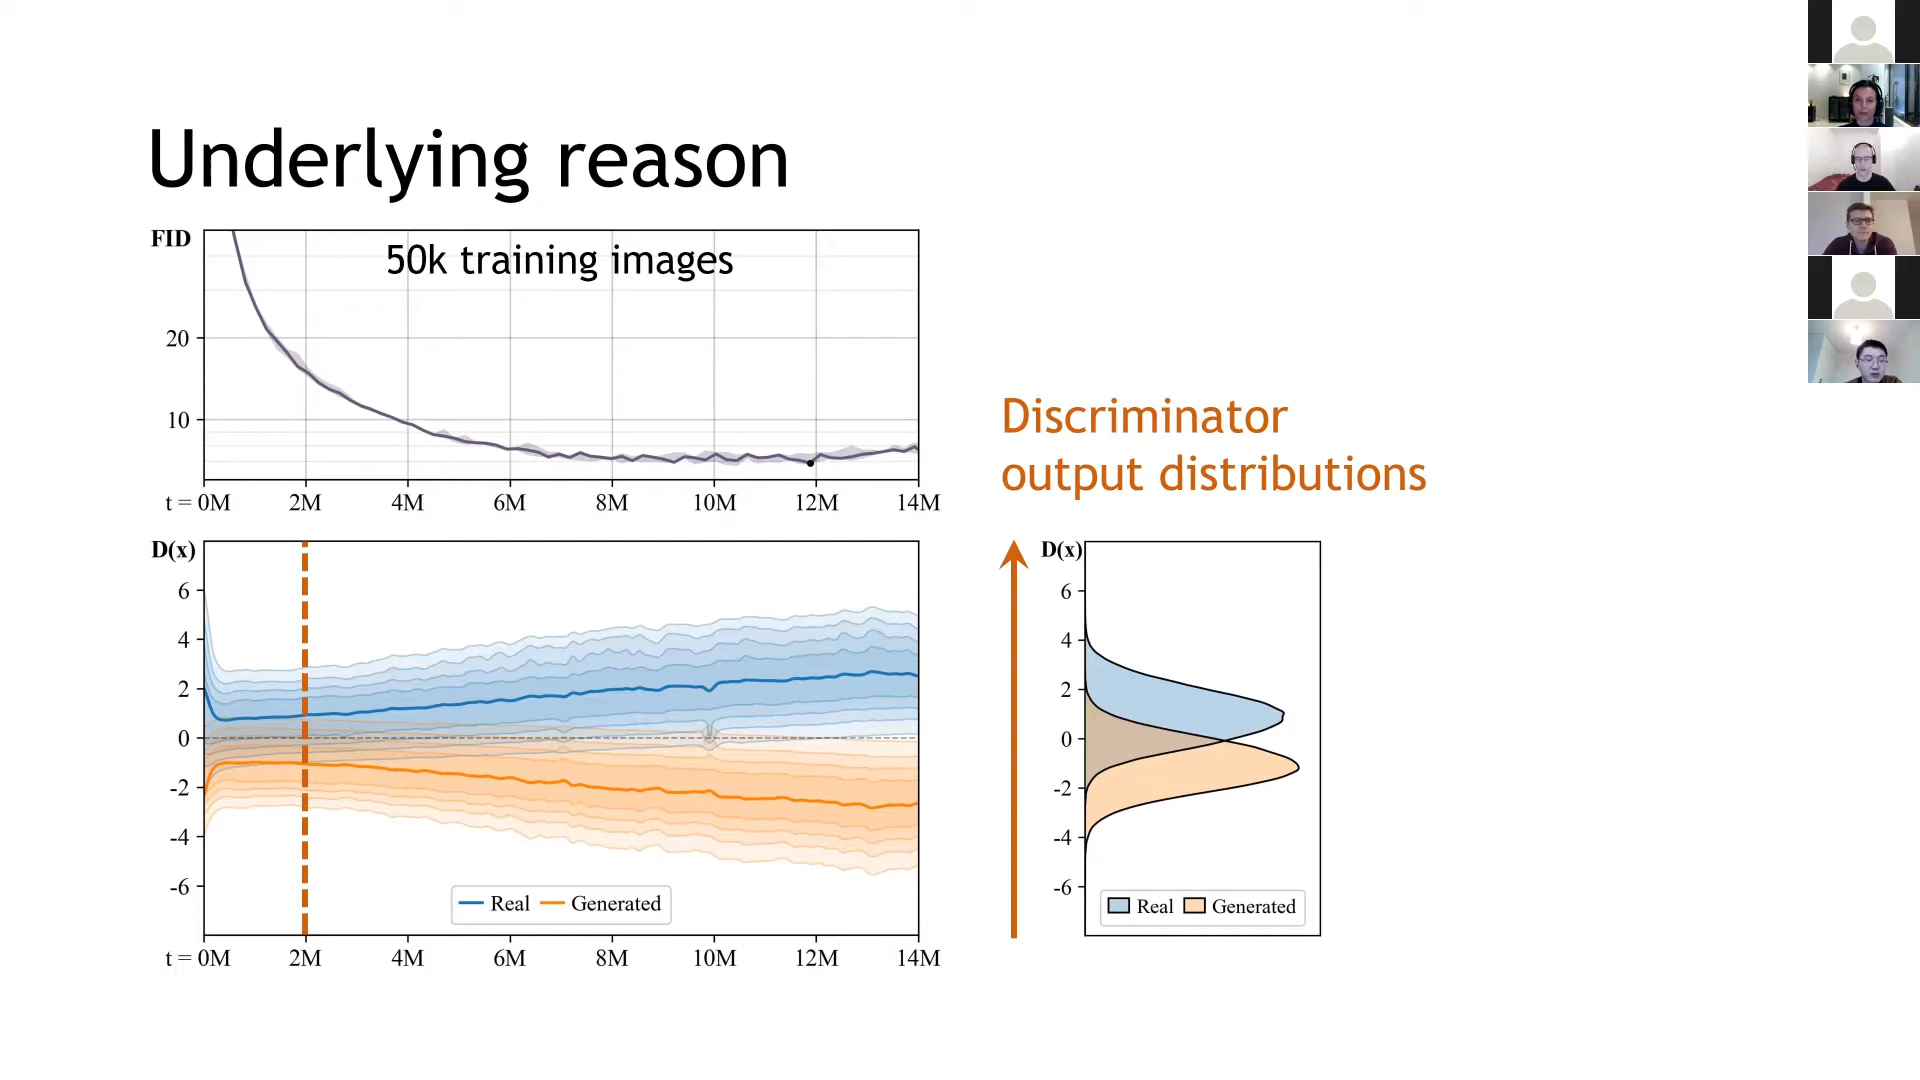 Underlying reason
FID
50k training images
20
10
t = 0M 2M 4M 6M 8M 10M 12M 14M
Discriminator
output distributions
D(x)
6
4
2
0
-2
-4
-6
Real Generated
t = 0M 2M 4M 6M 8M 10M 12M 14M
D(x)
6
4
2
0
-2
-4
-6
Real Generated